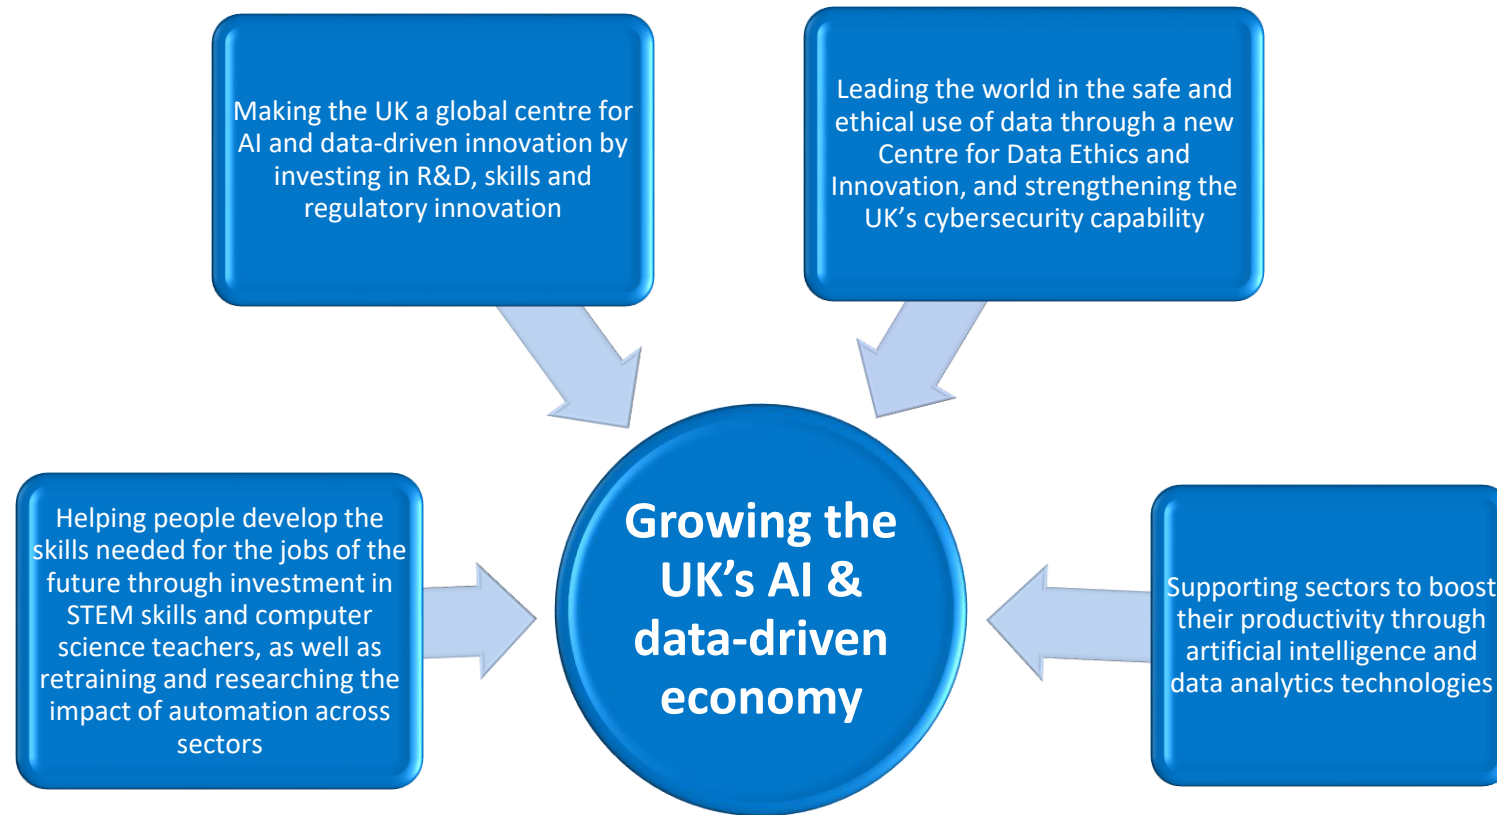 Making the UK a global centre for
AI and data-driven innovation by
investing in R&D, skills and
regulatory innovation
Leading the world in the safe and
ethical use of data through a new
Centre for Data Ethics and
Innovation, and strengthening the
UK’s cybersecurity capability
Helping people develop the
skills needed for the jobs of the
future through investment in
STEM skills and computer
science teachers, as well as
retraining and researching the
impact of automation across
sectors
Growing the
UK’s AI &
data-driven
economy
Supporting sectors to boost
their productivity through
artificial intelligence and
data analytics technologies